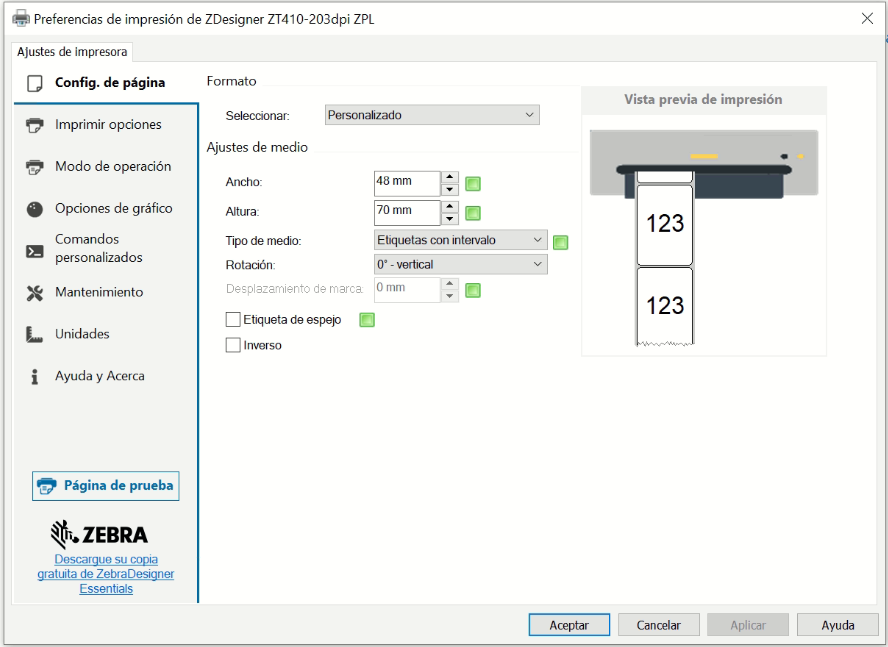 Preferencias de impresión de ZDesigner ZT410-203dpi ZPL
Ajustes de impresora
Config. de página
Imprimir opciones
Modo de operación
Opciones de gráfico
Comandos
personalizados
Mantenimiento
Unidades
Ayuda y Acerca
Página de prueba
ZEBRA
Descargue su copia
gratuita de ZebraDesigner
Essentials
Formato
Seleccionar: Personalizado
Ajustes de medio
Ancho: 48 mm
Altura: 70 mm
Tipo de medio: Etiquetas con intervalo
Rotación: 0° - vertical
Desplazamiento de marca: 0 mm
Etiqueta de espejo
Inverso
Vista previa de impresión
123
123
Aceptar Cancelar Aplicar Ayuda